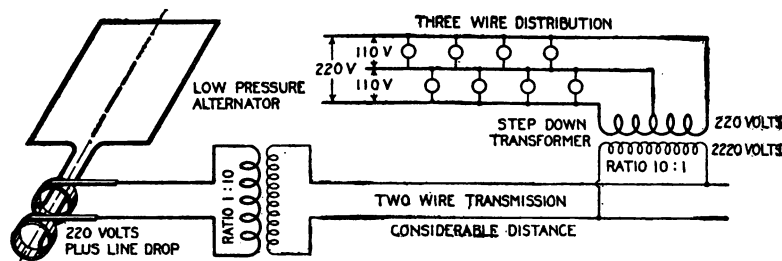 THREE WIRE DISTRIBUTION
110 V
220 V
110 V
LOW PRESSURE
ALTERNATOR
STEP DOWN
TRANSFORMER
220 VOLTS
2220 VOLTS
RATIO 10:1
RATIO 1:10
TWO WIRE TRANSMISSION
CONSIDERABLE DISTANCE
220 VOLTS
PLUS LINE DROP